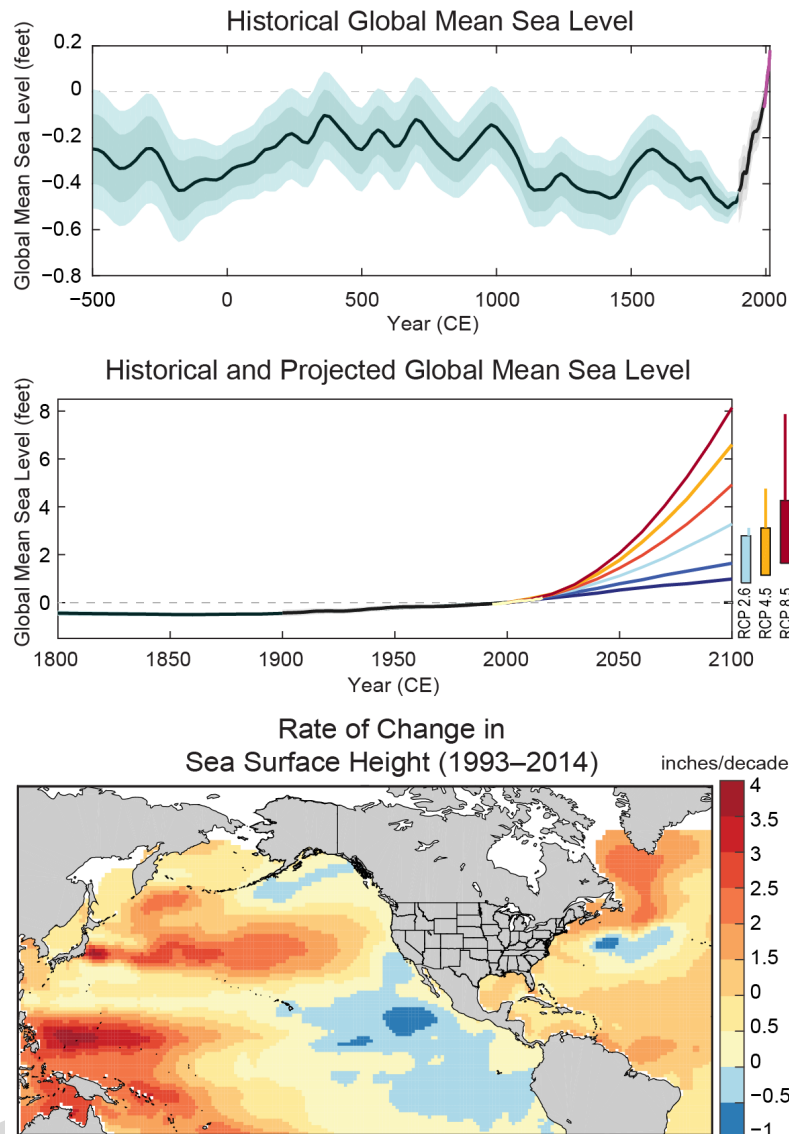 Historical Global Mean Sea Level
Global Mean Sea Level (feet)
0.2
0
−0.2
−0.4
−0.6
−0.8
−500
0
500
1000
1500
2000
Year (CE)
Historical and Projected Global Mean Sea Level
Global Mean Sea Level (feet)
8
6
4
2
0
1800
1850
1900
1950
2000
2050
2100
Year (CE)
RCP 2.6
RCP 4.5
RCP 8.5
Rate of Change in
Sea Surface Height (1993–2014)
inches/decade
4
3.5
3
2.5
2
1.5
0
0.5
0
−0.5
−1